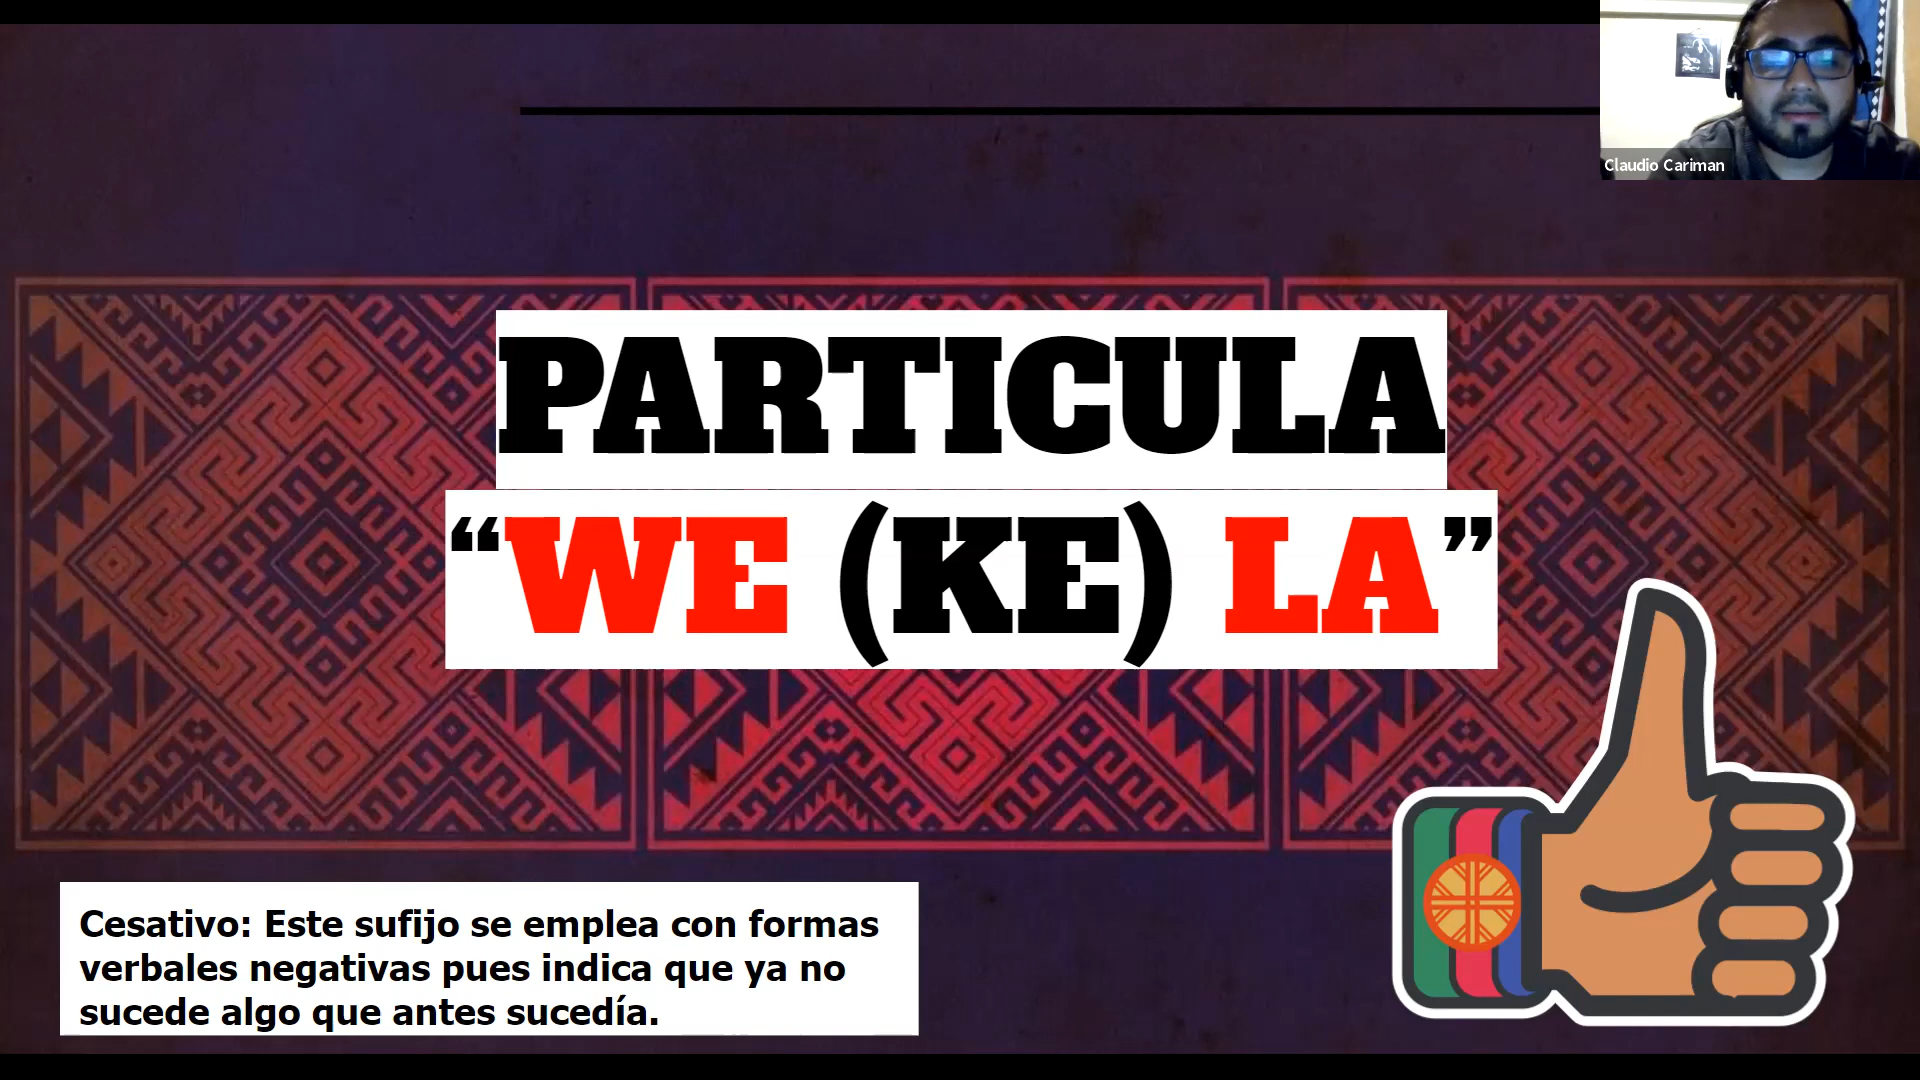 Claudio Cariman
PARTICULA
“WE (KE) LA”
Cesativo: Este sufijo se emplea con formas
verbales negativas pues indica que ya no
sucede algo que antes sucedía.